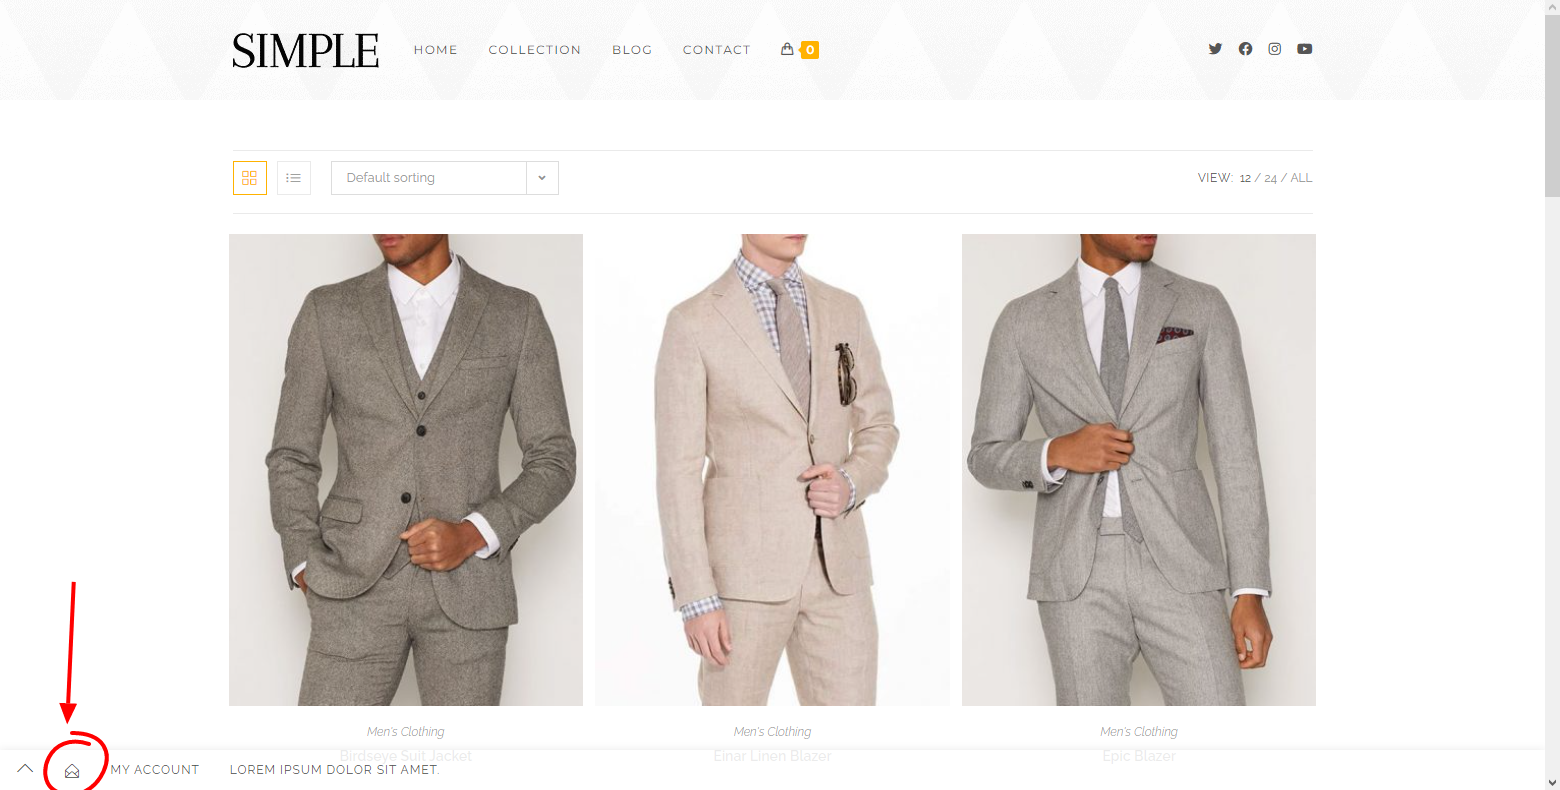 SIMPLE
HOME COLLECTION BLOG CONTACT 0
Default sorting
VIEW: 12 / 24 / ALL
Men's Clothing Men's Clothing Men's Clothing
Birdseye Suit Jacket Einar Linen Blazer Epic Blazer
MY ACCOUNT LOREM IPSUM DOLOR SIT AMET.